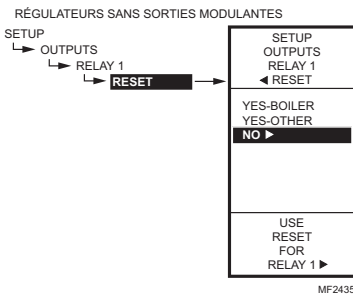 RÉGULATEURS SANS SORTIES MODULANTES
SETUP
OUTPUTS
RELAY 1
RESET
SETUP
OUTPUTS
RELAY 1
◄ RESET
YES-BOILER
YES-OTHER
NO ►
USE
RESET
FOR
RELAY 1 ►
MF2435